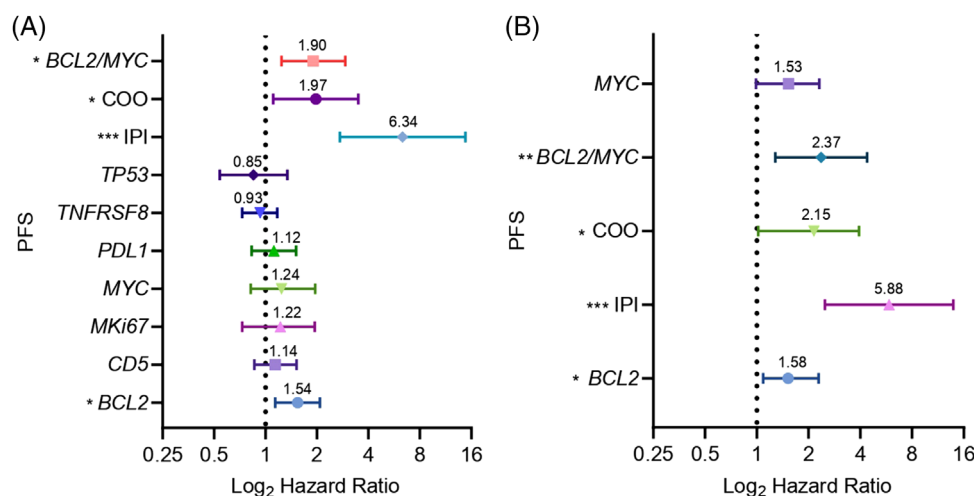 (A)
* BCL2/MYC
1.90
* COO
1.97
*** IPI
6.34
TP53
0.85
TNFRSF8
0.93
PDL1
1.12
MYC
1.24
MKi67
1.22
CD5
1.14
* BCL2
1.54
PFS
0.25 0.5 1 2 4 8 16
Log₂ Hazard Ratio
(B)
MYC
1.53
** BCL2/MYC
2.37
* COO
2.15
*** IPI
5.88
* BCL2
1.58
PFS
0.25 0.5 1 2 4 8 16
Log₂ Hazard Ratio